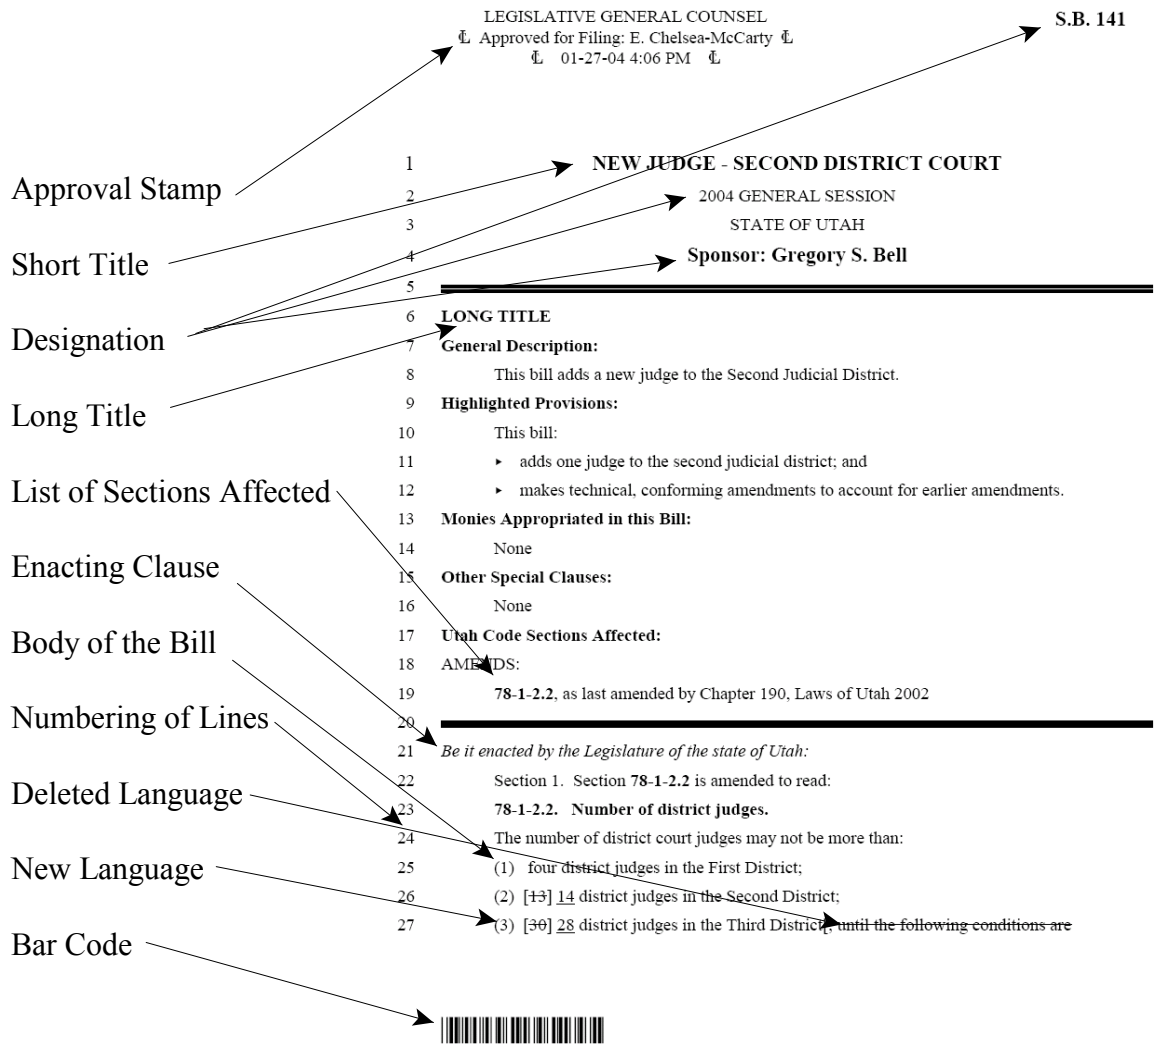 LEGISLATIVE GENERAL COUNSEL
₤ Approved for Filing: E. Chelsea-McCarty ₤
₤ 01-27-04 4:06 PM ₤
S.B. 141
1 NEW JUDGE - SECOND DISTRICT COURT
Approval Stamp
2 2004 GENERAL SESSION
3 STATE OF UTAH
4 Sponsor: Gregory S. Bell
Short Title
5
6 LONG TITLE
Designation
7 General Description:
8 This bill adds a new judge to the Second Judicial District.
9 Highlighted Provisions:
Long Title
10 This bill:
11 ▸ adds one judge to the second judicial district; and
12 ▸ makes technical, conforming amendments to account for earlier amendments.
List of Sections Affected
13 Monies Appropriated in this Bill:
14 None
Enacting Clause
15 Other Special Clauses:
16 None
17 Utah Code Sections Affected:
Body of the Bill
18 AMENDS:
19 78-1-2.2, as last amended by Chapter 190, Laws of Utah 2002
Numbering of Lines
20
21 Be it enacted by the Legislature of the state of Utah:
22 Section 1. Section 78-1-2.2 is amended to read:
Deleted Language
23 78-1-2.2. Number of district judges.
24 The number of district court judges may not be more than:
25 (1) four district judges in the First District;
New Language
26 (2) [13] 14 district judges in the Second District;
27 (3) [30] 28 district judges in the Third District[, until the following conditions are
Bar Code